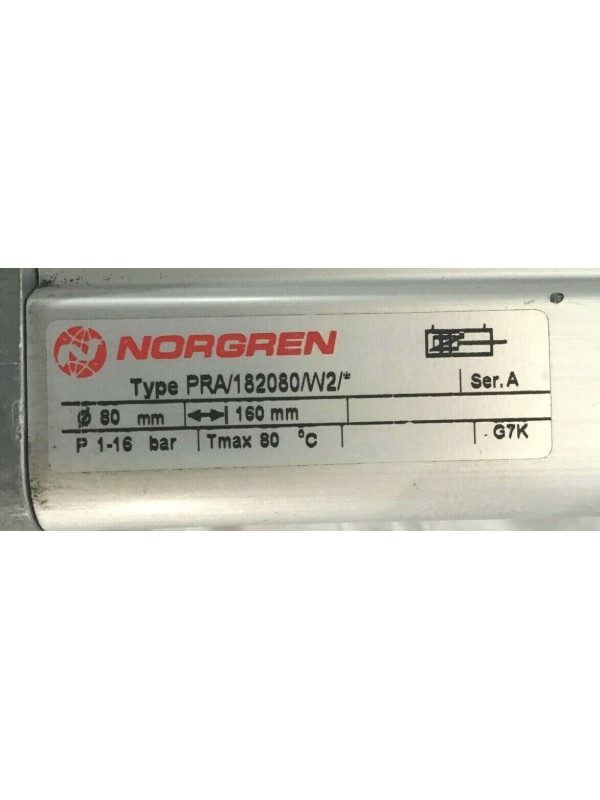 NORGREN
Type PRA/182080/W2/* Ser. A
Ø 80 mm 160 mm
P 1-16 bar Tmax 80 °C G7K